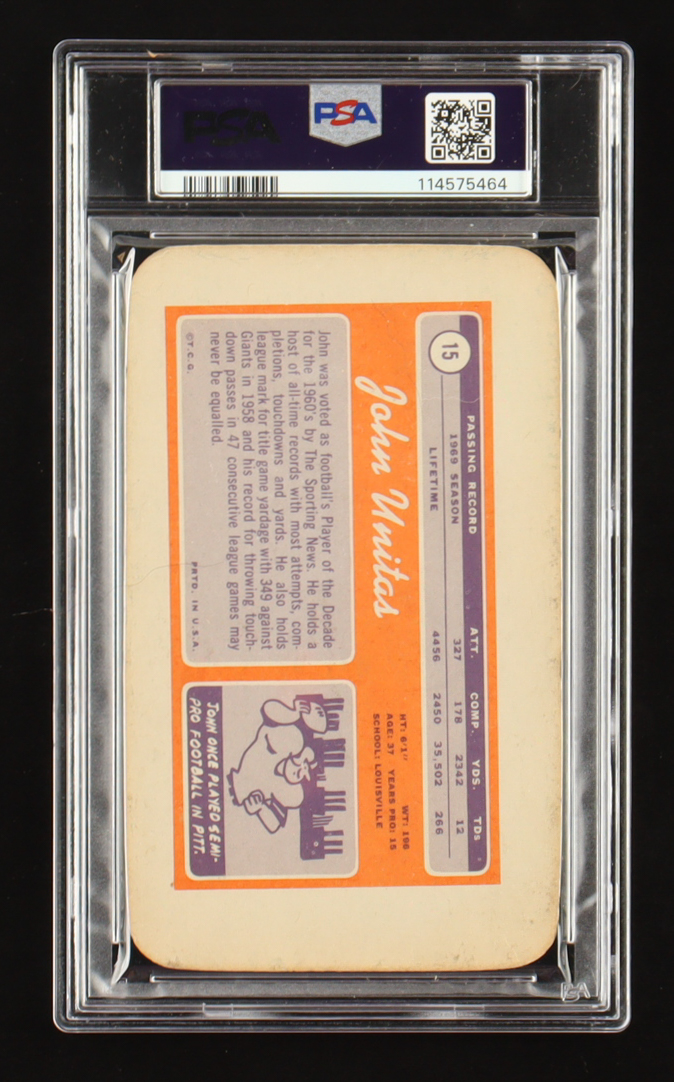 PSA
PSA
114575464
15
PASSING RECORD ATT. COMP. YDS. TDs
1969 SEASON 327 178 2342 12
LIFETIME 4456 2450 35,502 266
John Unitas
HT: 6'1" WT: 196
AGE: 37 YEARS PRO: 15
SCHOOL: LOUISVILLE
John was voted as football's Player of the Decade
for the 1960's by The Sporting News. He holds a
host of all-time records with most attempts, com-
pletions, touchdowns and yards. He also holds
league mark for title game yardage with 349 against
Giants in 1958 and his record for throwing touch-
down passes in 47 consecutive league games may
never be equalled.
©T.C.G. PRTD. IN U.S.A.
JOHN ONCE PLAYED SEMI-
PRO FOOTBALL IN PITT.
PSA